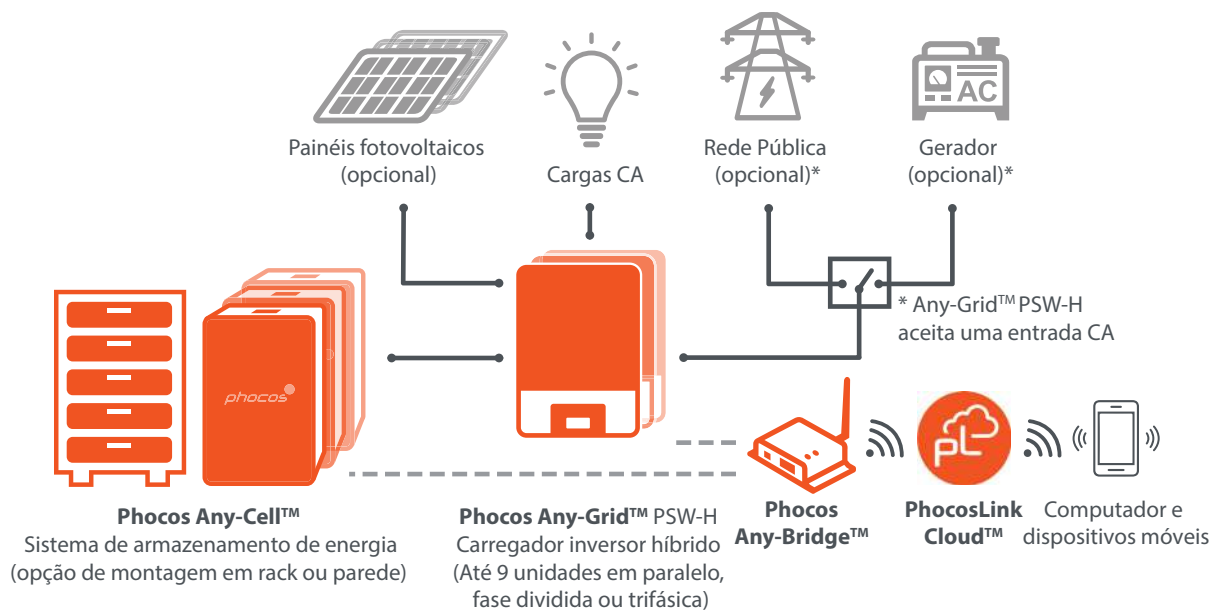 AC
Painéis fotovoltaicos
(opcional)
Cargas CA
Rede Pública
(opcional)*
Gerador
(opcional)*
* Any-Grid™ PSW-H
aceita uma entrada CA
phocos
pL
Phocos Any-Cell™
Sistema de armazenamento de energia
(opção de montagem em rack ou parede)
Phocos Any-Grid™ PSW-H
Carregador inversor híbrido
(Até 9 unidades em paralelo,
fase dividida ou trifásica)
Phocos
Any-Bridge™
PhocosLink
Cloud™
Computador e
dispositivos móveis